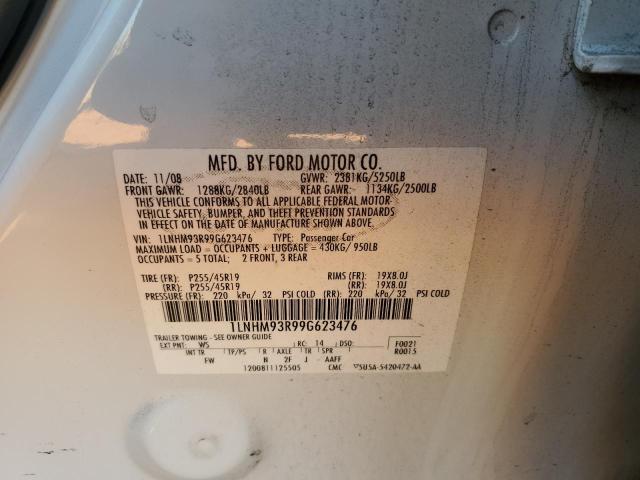 MFD. BY FORD MOTOR CO.
DATE: 11/08 GVWR: 2381KG/5250LB
FRONT GAWR: 1288KG/2840LB REAR GAWR: 1134KG/2500LB
THIS VEHICLE CONFORMS TO ALL APPLICABLE FEDERAL MOTOR
VEHICLE SAFETY, BUMPER, AND THEFT PREVENTION STANDARDS
IN EFFECT ON THE DATE OF MANUFACTURE SHOWN ABOVE.
VIN: 1LNHM93R99G623476 TYPE: Passenger Car
MAXIMUM LOAD = OCCUPANTS + LUGGAGE = 430KG/ 950LB
OCCUPANTS = 5 TOTAL; 2 FRONT, 3 REAR
TIRE (FR): P255/45R19 RIMS (FR): 19X8.0J
(RR): P255/45R19 (RR): 19X8.0J
PRESSURE (FR): 220 kPa/ 32 PSI COLD (RR): 220 kPa/ 32 PSI COLD
1LNHM93R99G623476
TRAILER TOWING - SEE OWNER GUIDE
EXT PNT: WS RC: 14 DSO: F0021
INT TR TP/PS R AXLE TR SPR R0015
FW N 2F J AAFF
12008111125505 CMC 5U5A-5420472-AA